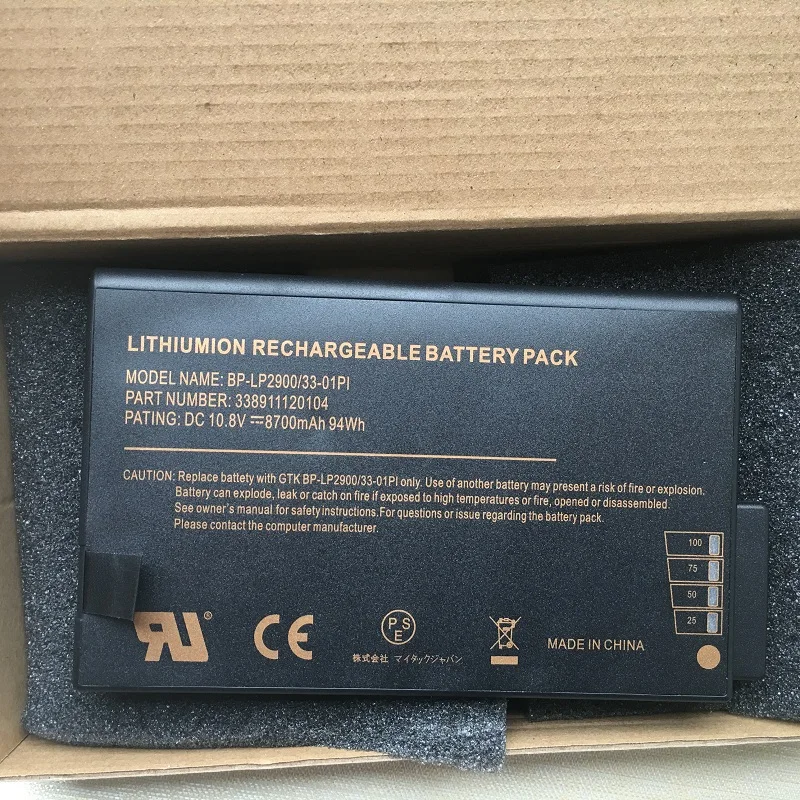 LITHIUMION RECHARGEABLE BATTERY PACK
MODEL NAME: BP-LP2900/33-01PI
PART NUMBER: 338911120104
PATING: DC 10.8V ⎓8700mAh 94Wh
CAUTION: Replace battety with GTK BP-LP2900/33-01PI only. Use of another battery may present a risk of fire or explosion.
Battery can explode, leak or catch on fire if exposed to high temperatures or fire, opened or disassembled.
See owner's manual for safety instructions.For questions or issue regarding the battery pack.
Please contact the computer manufacturer.
100
75
50
25
RU®
CE
PSE
株式会社 マイタックジャパン
MADE IN CHINA